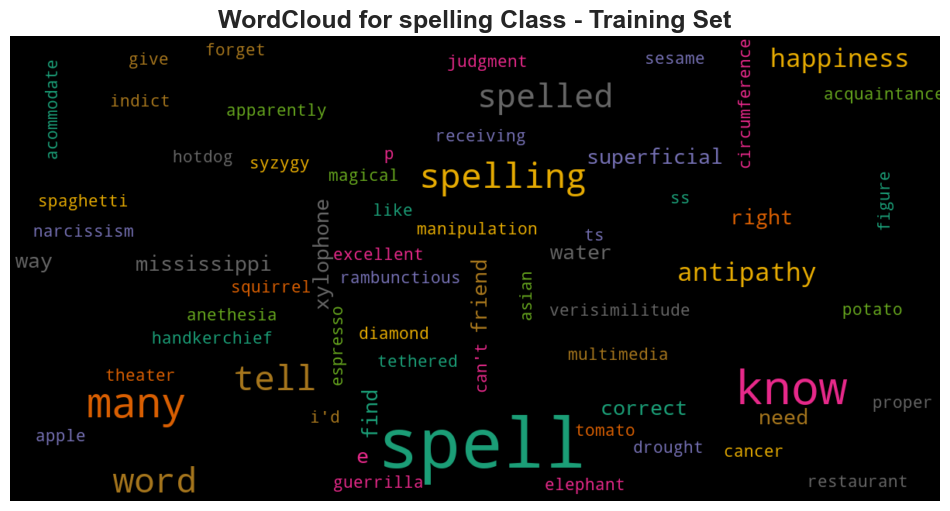 WordCloud for spelling Class - Training Set
forget
give
judgment
sesame
circumference
happiness
acommodate
indict
apparently
spelled
acquaintance
receiving
hotdog
syzygy
p
magical
spelling
superficial
spaghetti
like
ss
right
figure
narcissism
manipulation
ts
way
mississippi
xylophone
excellent
water
squirrel
rambunctious
friend
asian
antipathy
anethesia
espresso
verisimilitude
potato
handkerchief
diamond
tethered
can't
multimedia
theater
tell
many
i'd
find
know
correct
need
proper
apple
e
spell
tomato
drought
cancer
word
guerrilla
elephant
restaurant